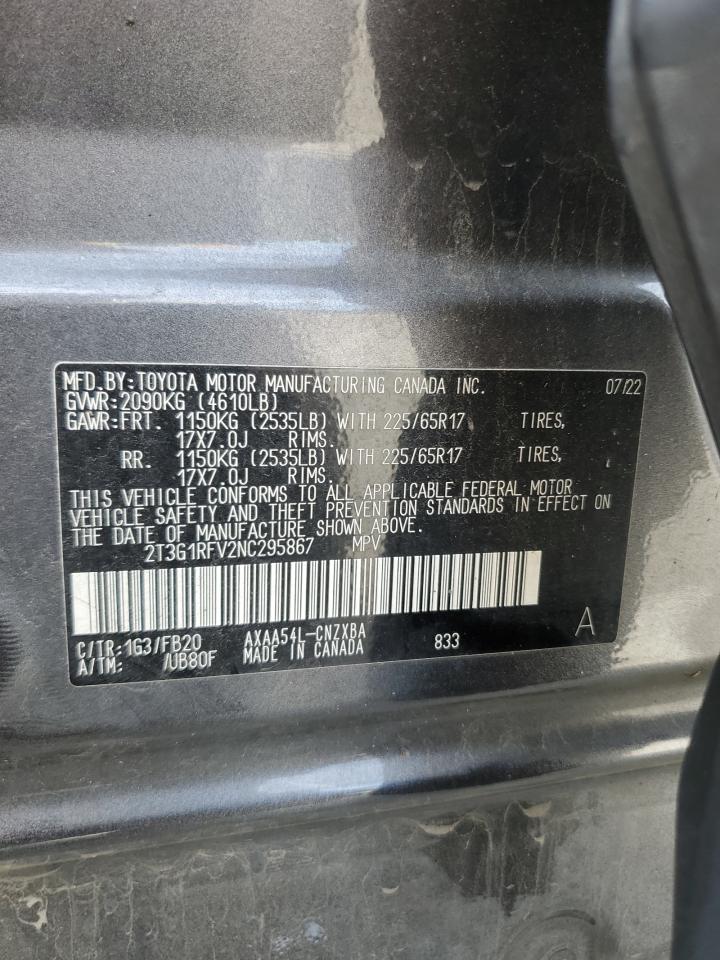 MFD.BY:TOYOTA MOTOR MANUFACTURING CANADA INC. 07/22
GVWR:2090KG (4610LB)
GAWR:FRT. 1150KG (2535LB) WITH 225/65R17 TIRES,
17X7.0J RIMS.
RR. 1150KG (2535LB) WITH 225/65R17 TIRES,
17X7.0J RIMS.
THIS VEHICLE CONFORMS TO ALL APPLICABLE FEDERAL MOTOR
VEHICLE SAFETY AND THEFT PREVENTION STANDARDS IN EFFECT ON
THE DATE OF MANUFACTURE SHOWN ABOVE.
2T3G1RFV2NC295867 MPV
C/TR:1G3/FB20 AXAA54L-CNZXBA 833 A
A/TM: /UB80F MADE IN CANADA